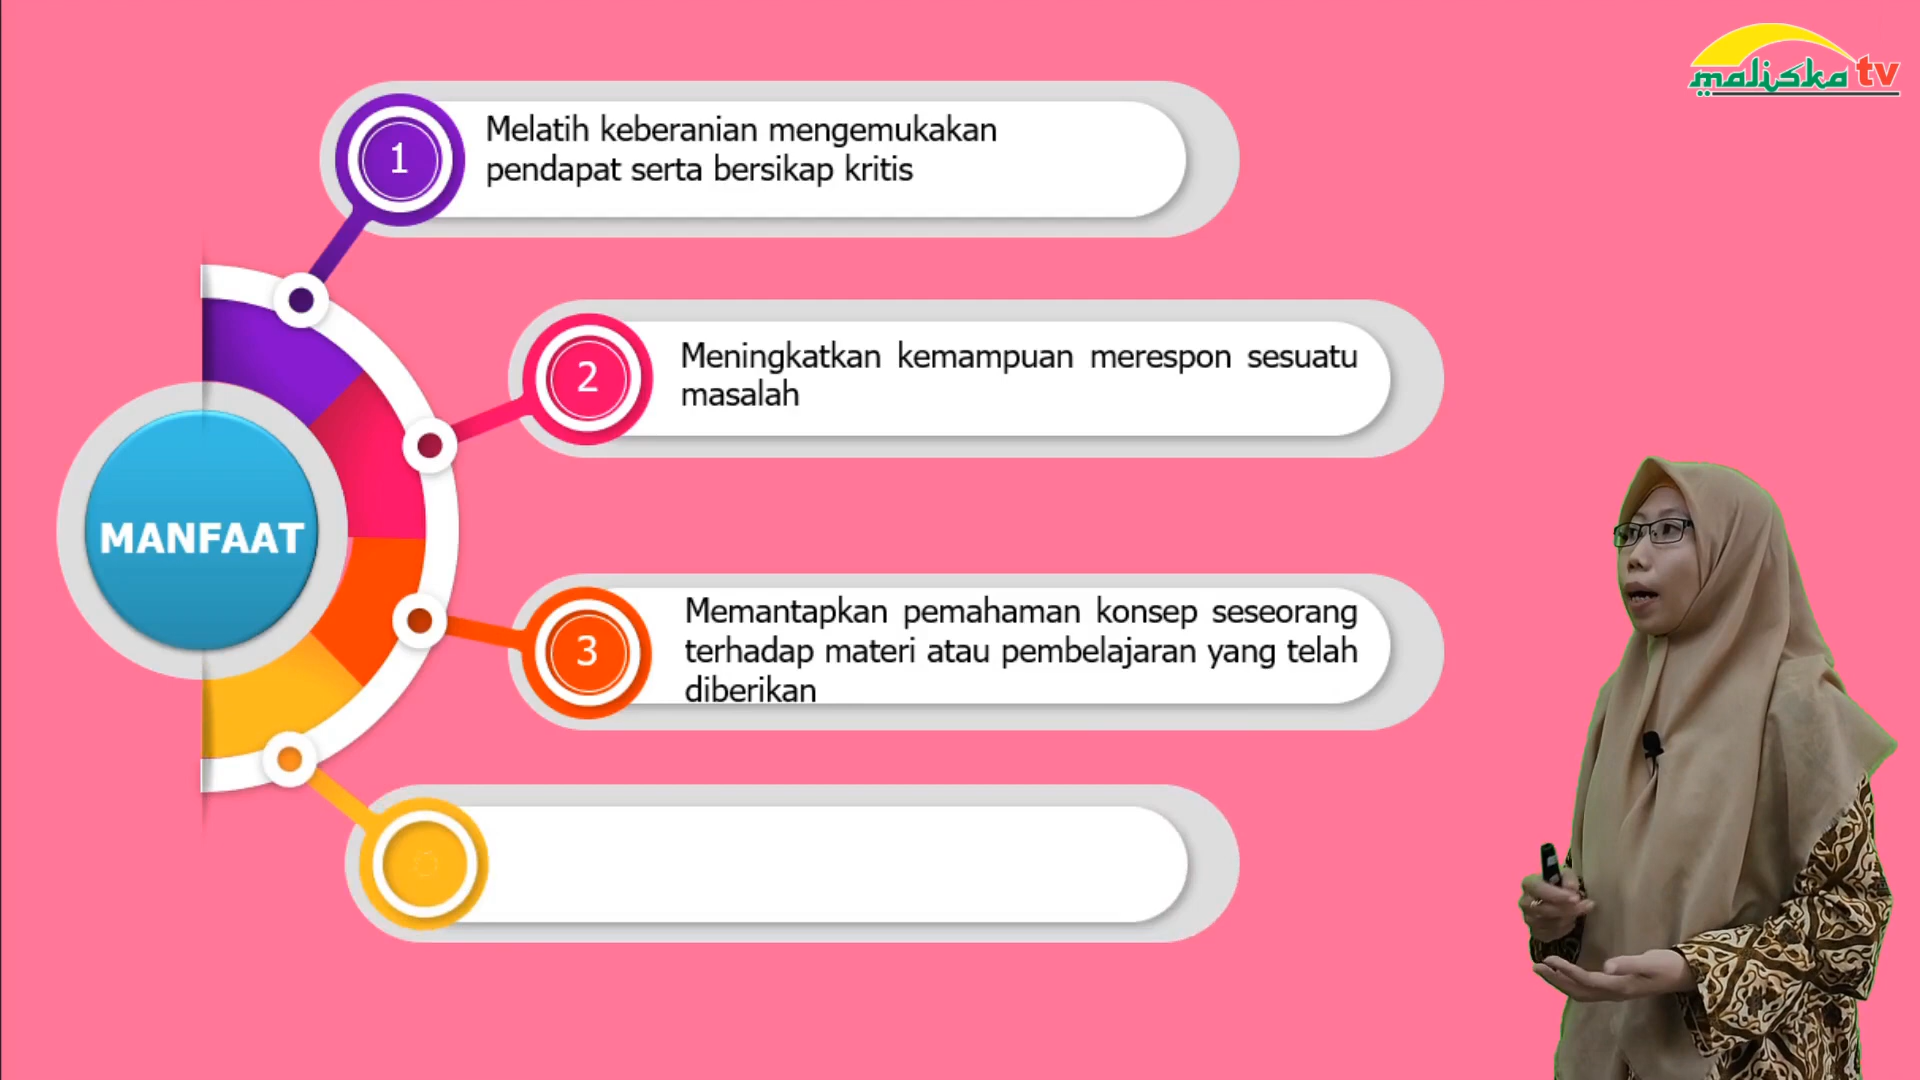 maliska tv
1
Melatih keberanian mengemukakan
pendapat serta bersikap kritis
2
Meningkatkan kemampuan merespon sesuatu
masalah
MANFAAT
3
Memantapkan pemahaman konsep seseorang
terhadap materi atau pembelajaran yang telah
diberikan